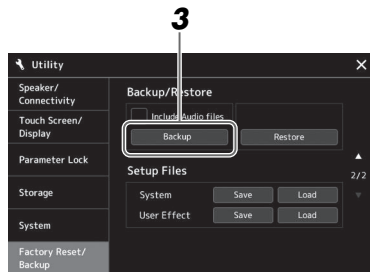 3
Utility
Speaker/
Connectivity
Touch Screen/
Display
Parameter Lock
Storage
System
Factory Reset/
Backup
Backup/Restore
Include Audio files
Backup
Restore
Setup Files
System
Save
Load
User Effect
Save
Load
2/2